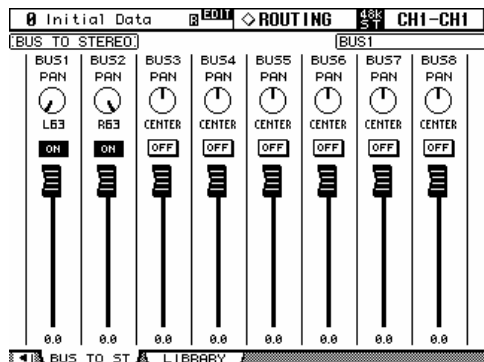 0 Initial Data EDIT ◇ROUTING 48k ST CH1-CH1
BUS TO STEREO BUS1
BUS1 BUS2 BUS3 BUS4 BUS5 BUS6 BUS7 BUS8
PAN PAN PAN PAN PAN PAN PAN PAN
L63 R63 CENTER CENTER CENTER CENTER CENTER CENTER
ON ON OFF OFF OFF OFF OFF OFF
0.0 0.0 0.0 0.0 0.0 0.0 0.0 0.0
BUS TO ST LIBRARY